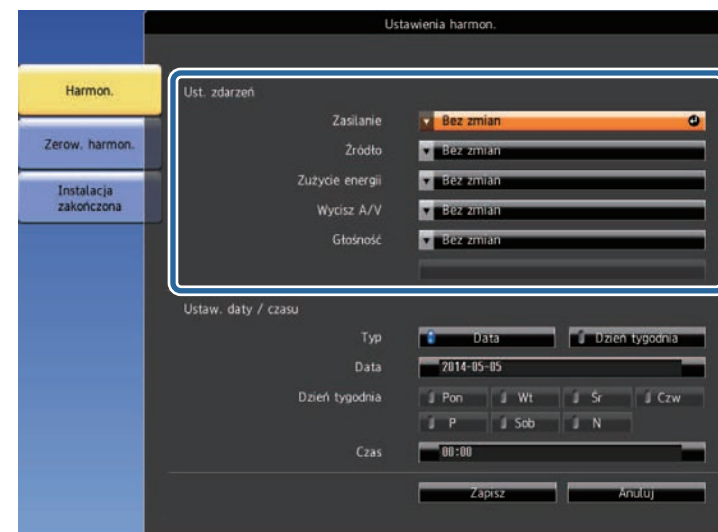 Ustawienia harmon.
Harmon.
Zerow. harmon.
Instalacja
zakończona
Ust. zdarzeń
Zasilanie Bez zmian
Źródło Bez zmian
Zużycie energii Bez zmian
Wycisz A/V Bez zmian
Głośność Bez zmian
Ustaw. daty / czasu
Typ Data Dzień tygodnia
Data 2014-05-05
Dzień tygodnia Pon Wt Śr Czw
P Sob N
Czas 00:00
Zapisz Anuluj